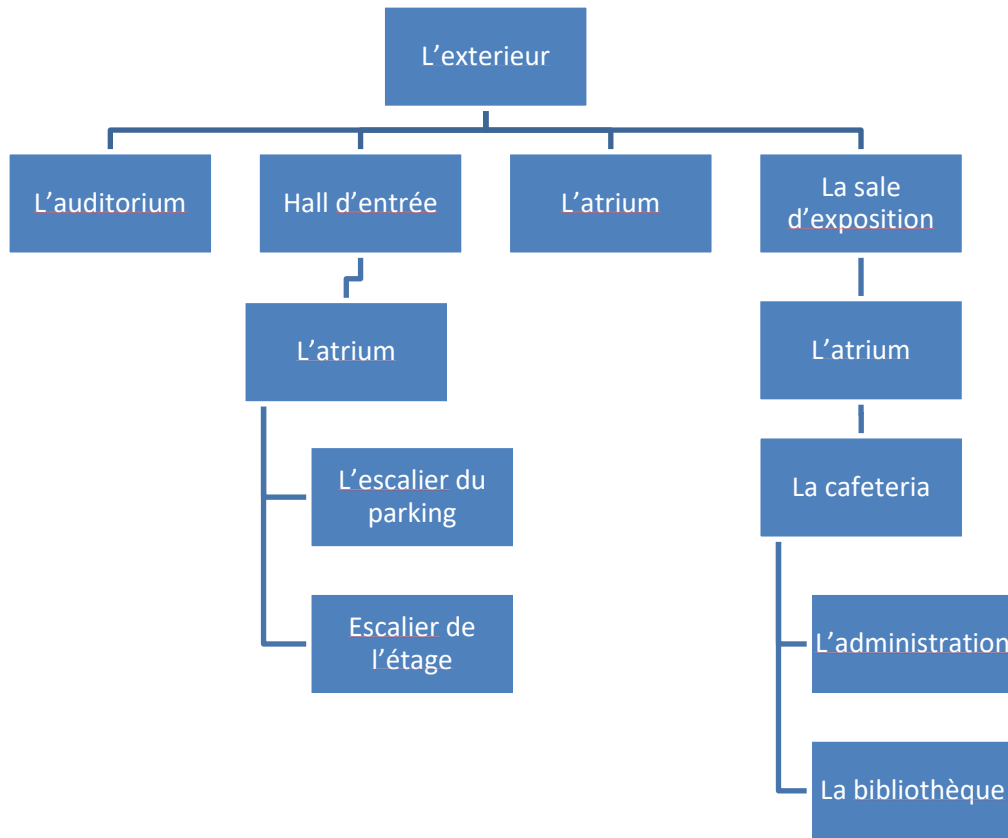 L’exterieur
L’auditorium
Hall d’entrée
L’atrium
La sale
d’exposition
L’atrium
L’atrium
L’escalier du
parking
La cafeteria
Escalier de
l’étage
L’administration
La bibliothèque